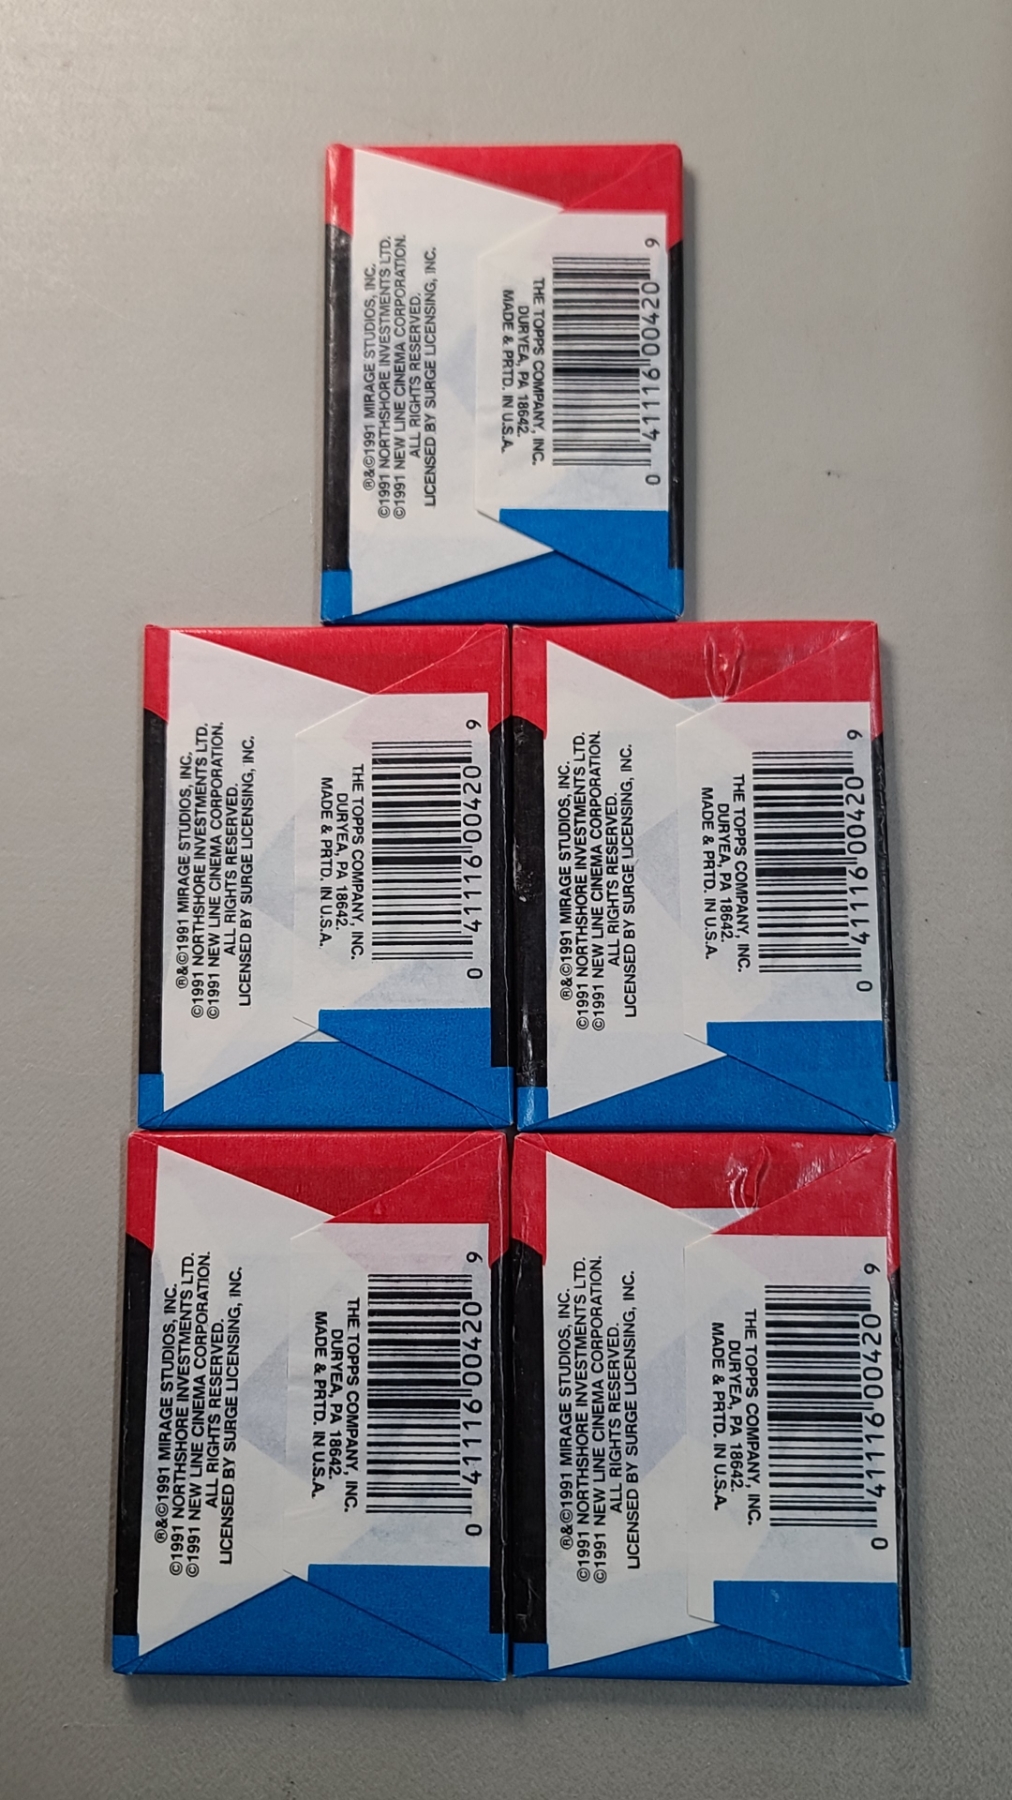 ®&©1991 MIRAGE STUDIOS, INC.
©1991 NORTHSHORE INVESTMENTS LTD.
©1991 NEW LINE CINEMA CORPORATION.
ALL RIGHTS RESERVED.
LICENSED BY SURGE LICENSING, INC.
THE TOPPS COMPANY, INC.
DURYEA, PA 18642.
MADE & PRTD. IN U.S.A.
0 41116 00420 9
®&©1991 MIRAGE STUDIOS, INC.
©1991 NORTHSHORE INVESTMENTS LTD.
©1991 NEW LINE CINEMA CORPORATION.
ALL RIGHTS RESERVED.
LICENSED BY SURGE LICENSING, INC.
THE TOPPS COMPANY, INC.
DURYEA, PA 18642.
MADE & PRTD. IN U.S.A.
0 41116 00420 9
®&©1991 MIRAGE STUDIOS, INC.
©1991 NORTHSHORE INVESTMENTS LTD.
©1991 NEW LINE CINEMA CORPORATION.
ALL RIGHTS RESERVED.
LICENSED BY SURGE LICENSING, INC.
THE TOPPS COMPANY, INC.
DURYEA, PA 18642.
MADE & PRTD. IN U.S.A.
0 41116 00420 9
®&©1991 MIRAGE STUDIOS, INC.
©1991 NORTHSHORE INVESTMENTS LTD.
©1991 NEW LINE CINEMA CORPORATION.
ALL RIGHTS RESERVED.
LICENSED BY SURGE LICENSING, INC.
THE TOPPS COMPANY, INC.
DURYEA, PA 18642.
MADE & PRTD. IN U.S.A.
0 41116 00420 9
®&©1991 MIRAGE STUDIOS, INC.
©1991 NORTHSHORE INVESTMENTS LTD.
©1991 NEW LINE CINEMA CORPORATION.
ALL RIGHTS RESERVED.
LICENSED BY SURGE LICENSING, INC.
THE TOPPS COMPANY, INC.
DURYEA, PA 18642.
MADE & PRTD. IN U.S.A.
0 41116 00420 9